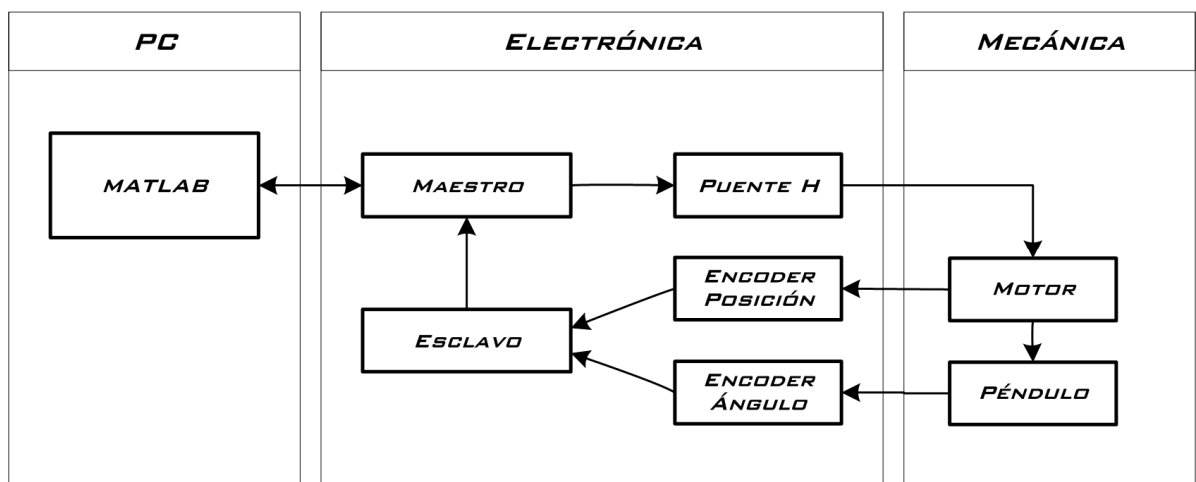 PC
ELECTRÓNICA
MECÁNICA
MATLAB
MAESTRO
PUENTE H
ENCODER
POSICIÓN
MOTOR
ESCLAVO
ENCODER
ÁNGULO
PÉNDULO